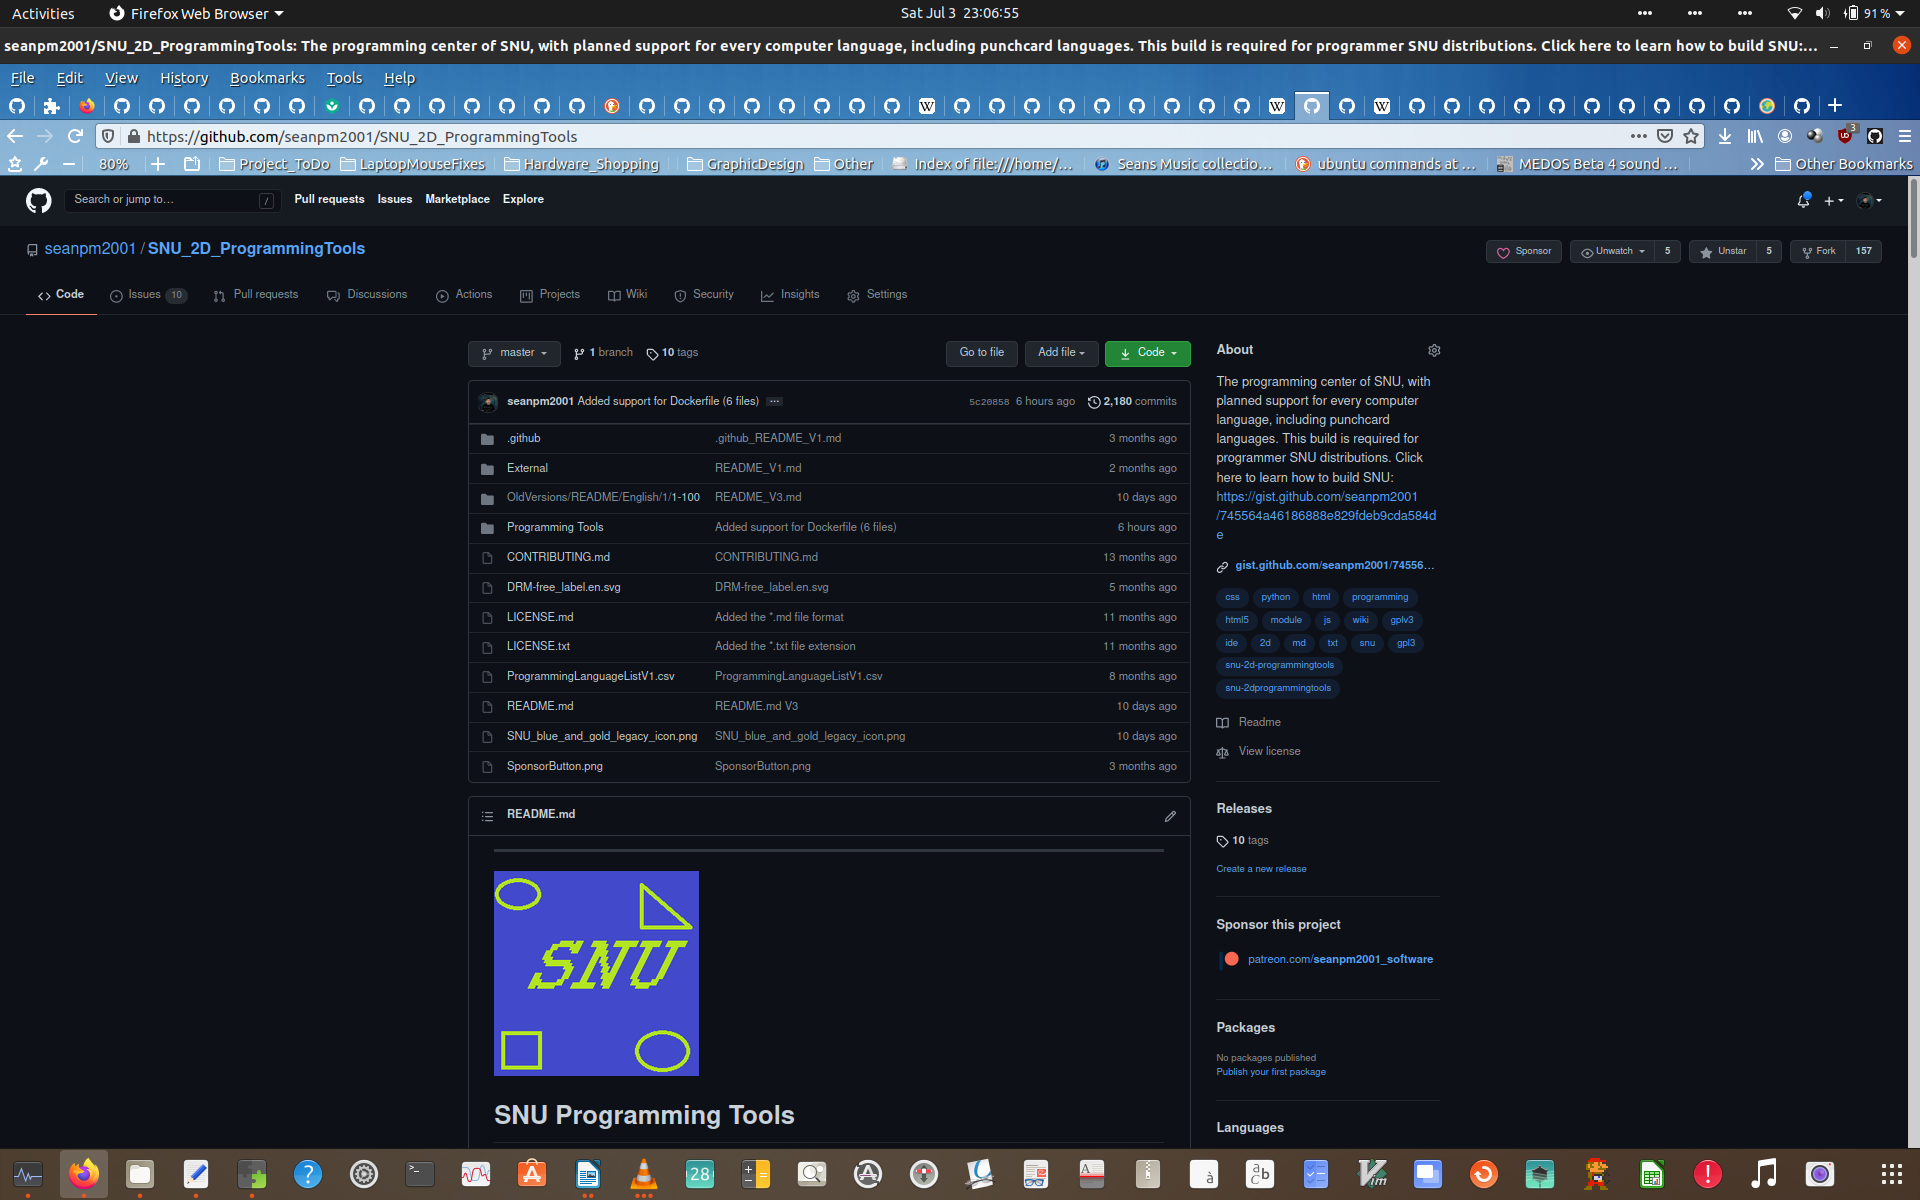 Activities
Firefox Web Browser
Sat Jul 3 23:06:55
91 %
seanpm2001/SNU_2D_ProgrammingTools: The programming center of SNU, with planned support for every computer language, including punchcard languages. This build is required for programmer SNU distributions. Click here to learn how to build SNU:...
File Edit View History Bookmarks Tools Help
https://github.com/seanpm2001/SNU_2D_ProgrammingTools
3
80%
Project_ToDo
LaptopMouseFixes
Hardware_Shopping
GraphicDesign
Other
Index of file:///home/...
Seans Music collectio...
ubuntu commands at ...
MEDOS Beta 4 sound ...
Other Bookmarks
Search or jump to...
/
Pull requests Issues Marketplace Explore
seanpm2001 / SNU_2D_ProgrammingTools
Sponsor
Unwatch 5
Unstar 5
Fork 157
Code
Issues 10
Pull requests
Discussions
Actions
Projects
Wiki
Security
Insights
Settings
master
1 branch
10 tags
Go to file
Add file
Code
seanpm2001 Added support for Dockerfile (6 files) ...
5c20858 6 hours ago
2,180 commits
.github .github_README_V1.md 3 months ago
External README_V1.md 2 months ago
OldVersions/README/English/1/1-100 README_V3.md 10 days ago
Programming Tools Added support for Dockerfile (6 files) 6 hours ago
CONTRIBUTING.md CONTRIBUTING.md 13 months ago
DRM-free_label.en.svg DRM-free_label.en.svg 5 months ago
LICENSE.md Added the *.md file format 11 months ago
LICENSE.txt Added the *.txt file extension 11 months ago
ProgrammingLanguageListV1.csv ProgrammingLanguageListV1.csv 8 months ago
README.md README.md V3 10 days ago
SNU_blue_and_gold_legacy_icon.png SNU_blue_and_gold_legacy_icon.png 10 days ago
SponsorButton.png SponsorButton.png 3 months ago
README.md
SNU
SNU Programming Tools
About
The programming center of SNU, with
planned support for every computer
language, including punchcard
languages. This build is required for
programmer SNU distributions. Click
here to learn how to build SNU:
https://gist.github.com/seanpm2001
/745564a46186888e829fdeb9cda584d
e
gist.github.com/seanpm2001/74556...
css python html programming
html5 module js wiki gplv3
ide 2d md txt snu gpl3
snu-2d-programmingtools
snu-2dprogrammingtools
Readme
View license
Releases
10 tags
Create a new release
Sponsor this project
patreon.com/seanpm2001_software
Packages
No packages published
Publish your first package
Languages
28